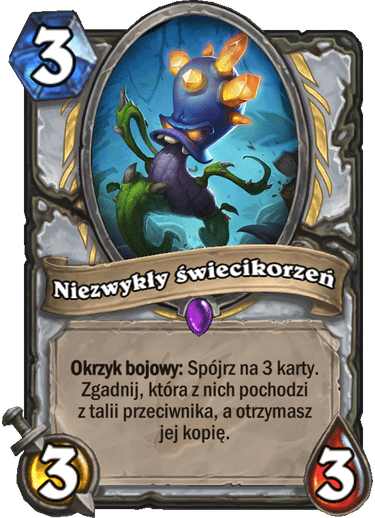 3
Niezwykły świecikorzeń
Okrzyk bojowy: Spójrz na 3 karty.
Zgadnij, która z nich pochodzi
z talii przeciwnika, a otrzymasz
jej kopię.
3
3